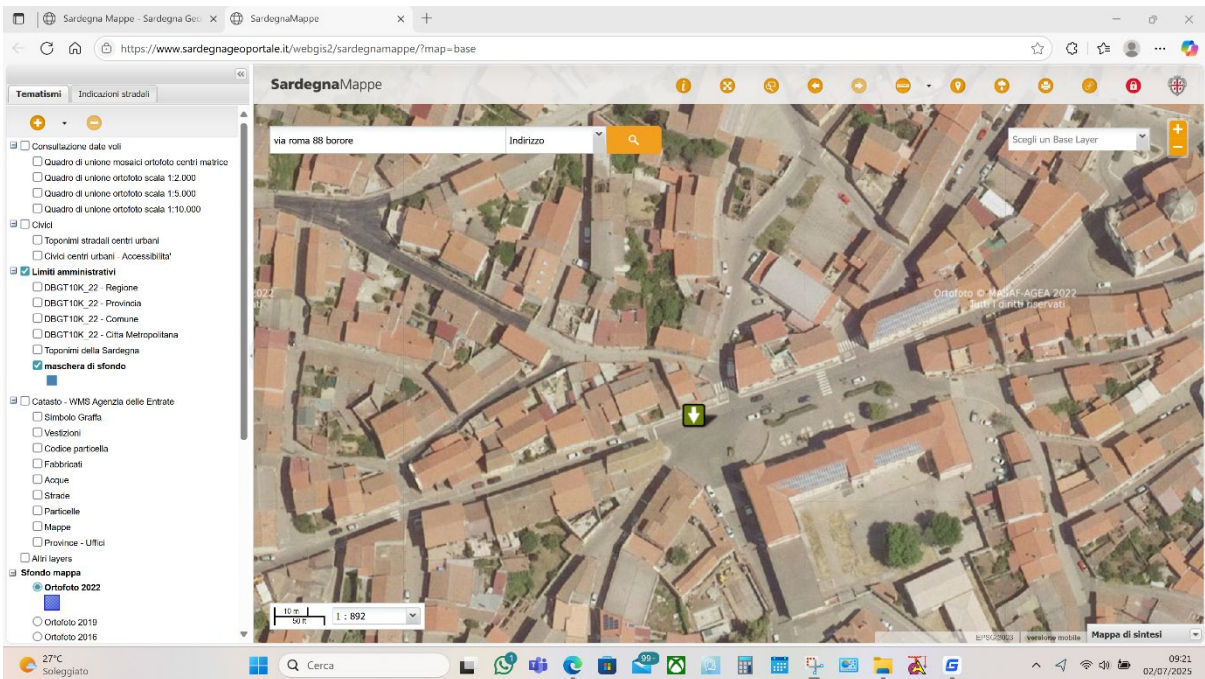 Sardegna Mappe - Sardegna Geo
SardegnaMappe
https://www.sardegnageoportale.it/webgis2/sardegnamappe/?map=base
Tematismi
Indicazioni stradali
SardegnaMappe
via roma 88 borore
Indirizzo
Scegli un Base Layer
Consultazione date voli
Quadro di unione mosaici ortofoto centri matrice
Quadro di unione ortofoto scala 1:2.000
Quadro di unione ortofoto scala 1:5.000
Quadro di unione ortofoto scala 1:10.000
Civici
Toponimi stradali centri urbani
Civici centri urbani - Accessibilita'
Limiti amministrativi
DBGT10K_22 - Regione
DBGT10K_22 - Provincia
DBGT10K_22 - Comune
DBGT10K_22 - Citta Metropolitana
Toponimi della Sardegna
maschera di sfondo
Catasto - WMS Agenzia delle Entrate
Simbolo Graffa
Vestizioni
Codice particella
Fabbricati
Acque
Strade
Particelle
Mappe
Province - Uffici
Altri layers
Sfondo mappa
Ortofoto 2022
Ortofoto 2019
Ortofoto 2016
2022
Ortofoto © MASAF-AGEA 2022
Tutti i diritti riservati
10 m
50 ft
1 : 892
versione mobile
Mappa di sintesi
27°C
Soleggiato
Cerca
99+
09:21
02/07/2025